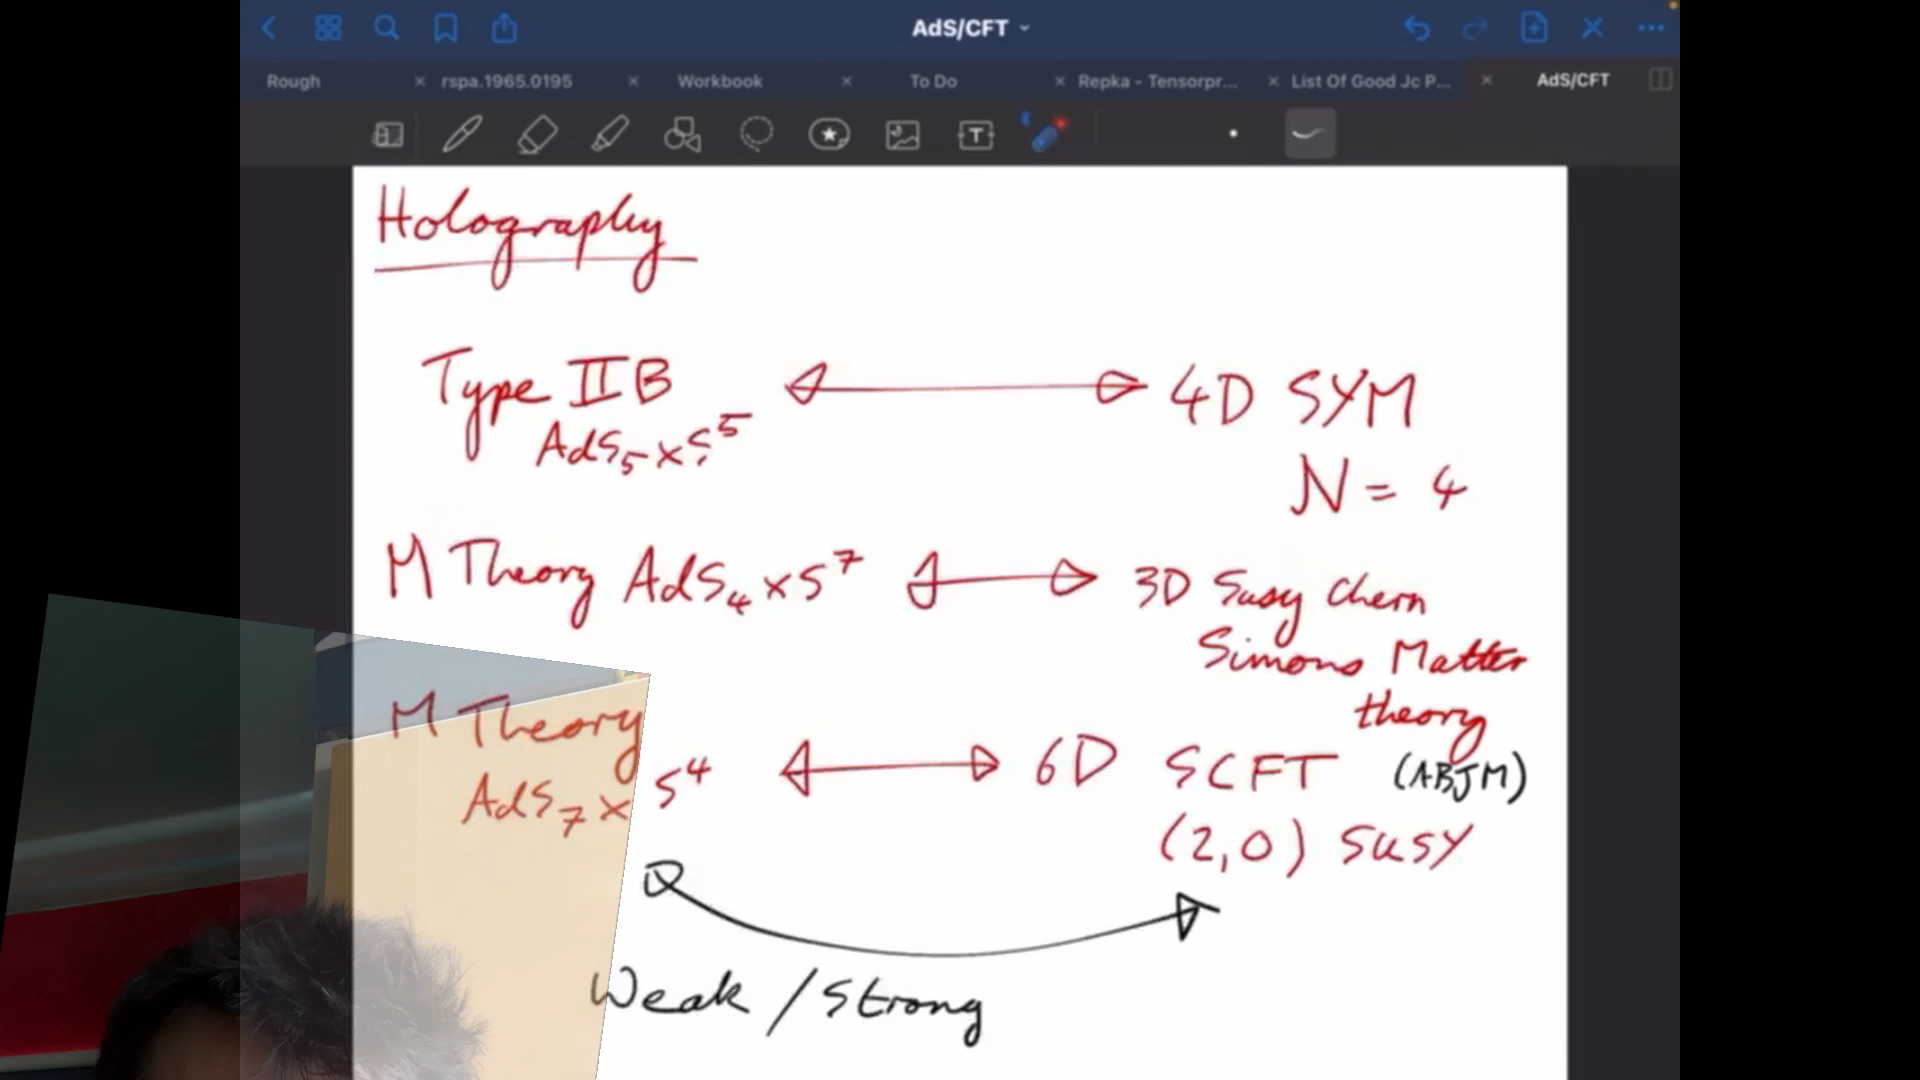 AdS/CFT
Rough
rspa.1965.0195
Workbook
To Do
Repka - Tensorpr...
List Of Good Jc P...
AdS/CFT
T
Holography
Type IIB 4D SYM
AdS₅×S⁵
N = 4
M Theory AdS₄×S⁷ 3D Susy Chern
Simons Matter
theory
M Theory
AdS₇×S⁴ 6D SCFT (ABJM)
(2,0) SUSY
Weak / Strong